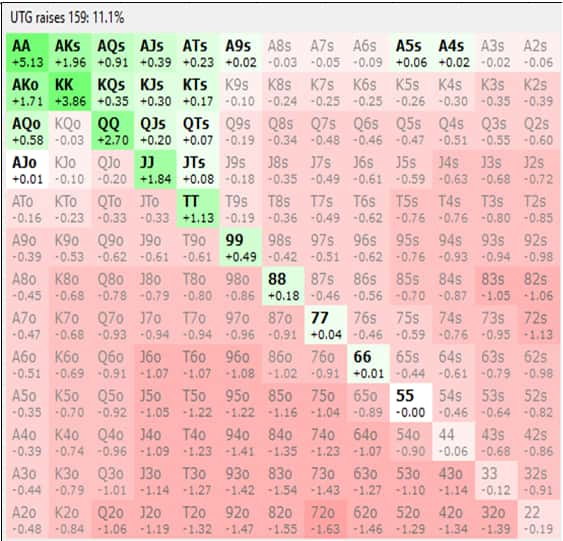 UTG raises 159: 11.1%
AA AKs AQs AJs ATs A9s A8s A7s A6s A5s A4s A3s A2s
+5.13 +1.96 +0.91 +0.39 +0.23 +0.02 -0.03 -0.05 -0.09 +0.06 +0.02 -0.02 -0.06
AKo KK KQs KJs KTs K9s K8s K7s K6s K5s K4s K3s K2s
+1.71 +3.86 +0.35 +0.30 +0.17 -0.10 -0.24 -0.25 -0.25 -0.26 -0.30 -0.35 -0.39
AQo KQo QQ QJs QTs Q9s Q8s Q7s Q6s Q5s Q4s Q3s Q2s
+0.58 -0.03 +2.70 +0.20 +0.07 -0.19 -0.34 -0.48 -0.46 -0.47 -0.51 -0.55 -0.60
AJo KJo QJo JJ JTs J9s J8s J7s J6s J5s J4s J3s J2s
+0.01 -0.10 -0.20 +1.84 +0.08 -0.18 -0.35 -0.49 -0.61 -0.59 -0.63 -0.68 -0.72
ATo KTo QTo JTo TT T9s T8s T7s T6s T5s T4s T3s T2s
-0.16 -0.23 -0.33 -0.33 +1.13 -0.19 -0.36 -0.49 -0.62 -0.76 -0.76 -0.80 -0.85
A9o K9o Q9o J9o T9o 99 98s 97s 96s 95s 94s 93s 92s
-0.39 -0.53 -0.62 -0.61 -0.61 +0.49 -0.42 -0.51 -0.62 -0.76 -0.93 -0.94 -0.98
A8o K8o Q8o J8o T8o 98o 88 87s 86s 85s 84s 83s 82s
-0.45 -0.68 -0.78 -0.79 -0.80 -0.86 +0.18 -0.46 -0.56 -0.70 -0.87 -1.05 -1.06
A7o K7o Q7o J7o T7o 97o 87o 77 76s 75s 74s 73s 72s
-0.47 -0.68 -0.93 -0.94 -0.94 -0.96 -0.91 +0.04 -0.46 -0.59 -0.76 -0.95 -1.13
A6o K6o Q6o J6o T6o 96o 86o 76o 66 65s 64s 63s 62s
-0.51 -0.69 -0.91 -1.07 -1.07 -1.08 -1.02 -0.91 +0.01 -0.44 -0.61 -0.79 -0.98
A5o K5o Q5o J5o T5o 95o 85o 75o 65o 55 54s 53s 52s
-0.35 -0.70 -0.92 -1.05 -1.22 -1.22 -1.16 -1.04 -0.89 -0.00 -0.46 -0.64 -0.82
A4o K4o Q4o J4o T4o 94o 84o 74o 64o 54o 44 43s 42s
-0.39 -0.74 -0.96 -1.09 -1.23 -1.41 -1.35 -1.23 -1.07 -0.90 -0.06 -0.68 -0.86
A3o K3o Q3o J3o T3o 93o 83o 73o 63o 53o 43o 33 32s
-0.44 -0.79 -1.01 -1.14 -1.27 -1.42 -1.54 -1.43 -1.27 -1.10 -1.14 -0.12 -0.91
A2o K2o Q2o J2o T2o 92o 82o 72o 62o 52o 42o 32o 22
-0.48 -0.84 -1.06 -1.19 -1.32 -1.47 -1.55 -1.63 -1.46 -1.29 -1.34 -1.39 -0.19